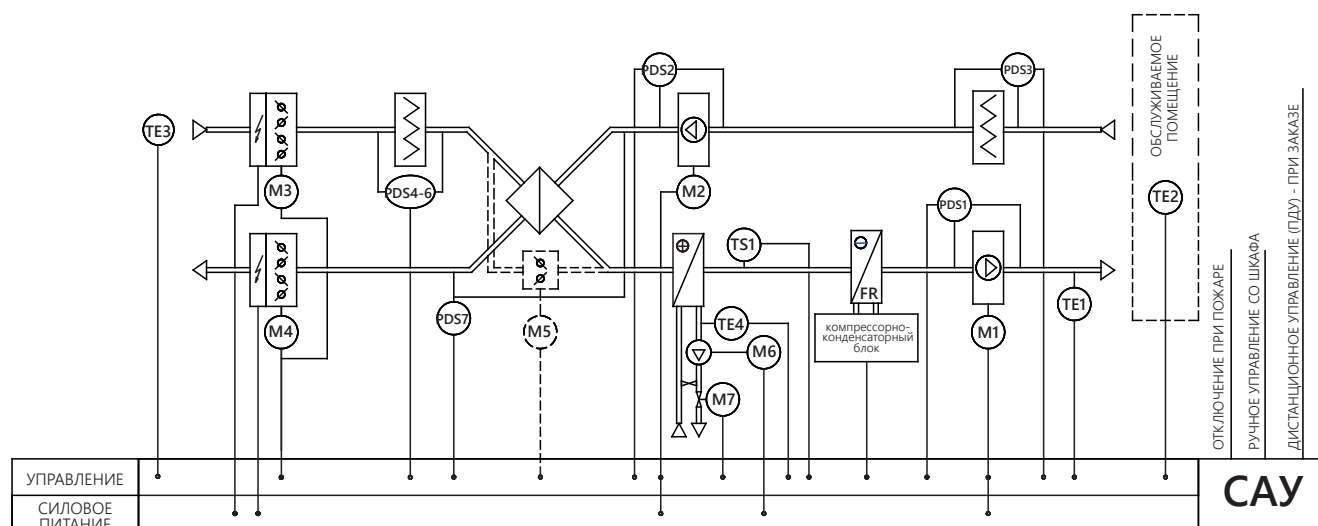 PDS2
PDS3
TE3
ОБСЛУЖИВАЕМОЕ
ПОМЕЩЕНИЕ
M3
PDS4-6
M2
TE2
PDS1
TS1
FR
M4
PDS7
M5
TE4
M6
M7
компрессорно-
конденсаторный
блок
M1
TE1
ОТКЛЮЧЕНИЕ ПРИ ПОЖАРЕ
РУЧНОЕ УПРАВЛЕНИЕ СО ШКАФА
ДИСТАНЦИОННОЕ УПРАВЛЕНИЕ (ПДУ) - ПРИ ЗАКАЗЕ
УПРАВЛЕНИЕ
СИЛОВОЕ
ПИТАНИЕ
САУ